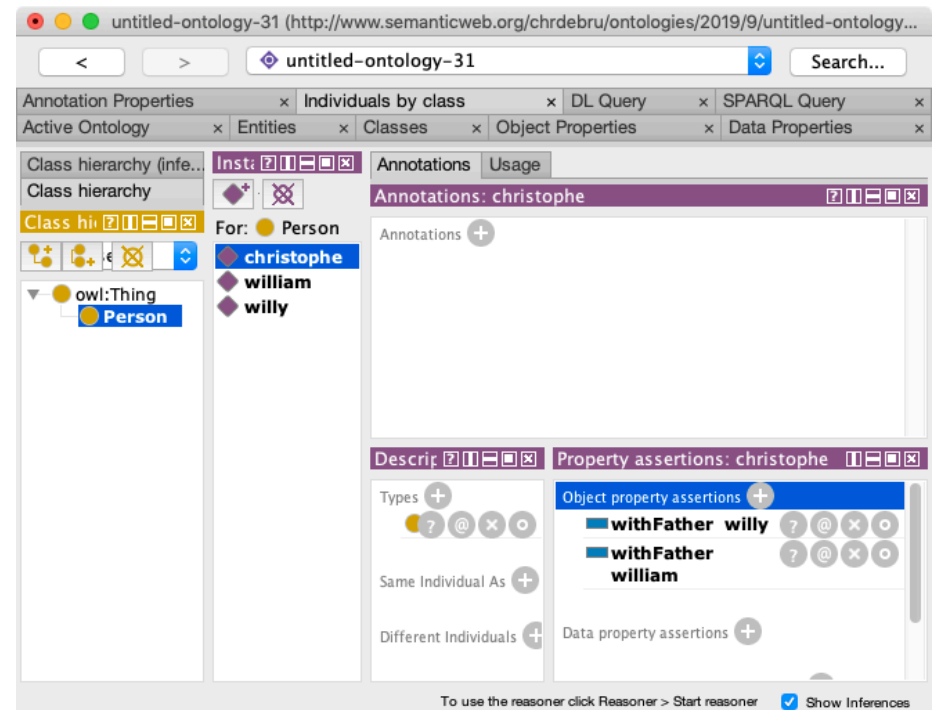 untitled-ontology-31 (http://www.semanticweb.org/chrdebru/ontologies/2019/9/untitled-ontology...
< > untitled-ontology-31 Search...
Annotation Properties × Individuals by class × DL Query × SPARQL Query ×
Active Ontology × Entities × Classes × Object Properties × Data Properties ×
Class hierarchy (infe...
Class hierarchy
Class hi
owl:Thing
Person
Insta
For: Person
christophe
william
willy
Annotations Usage
Annotations: christophe
Annotations
Descrip
Types
Same Individual As
Different Individuals
Property assertions: christophe
Object property assertions
withFather willy
withFather
william
Data property assertions
To use the reasoner click Reasoner > Start reasoner Show Inferences